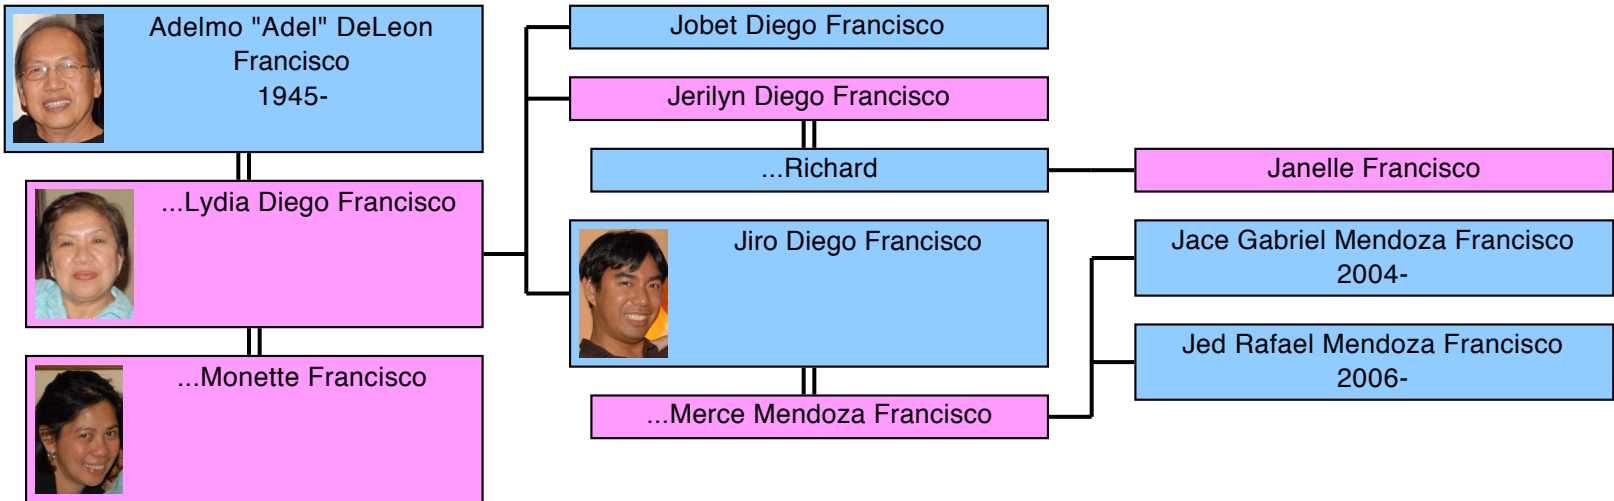 Adelmo "Adel" DeLeon
Francisco
1945-
...Lydia Diego Francisco
...Monette Francisco
Jobet Diego Francisco
Jerilyn Diego Francisco
...Richard
Jiro Diego Francisco
...Merce Mendoza Francisco
Janelle Francisco
Jace Gabriel Mendoza Francisco
2004-
Jed Rafael Mendoza Francisco
2006-